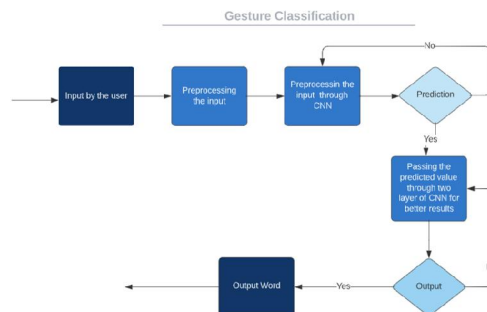 Gesture Classification
No
Input by the user
Preprocessing
the input
Preprocessin the
input through
CNN
Prediction
Yes
Passing the
predicted value
through two
layer of CNN for
better results
Output Word
Yes
Output